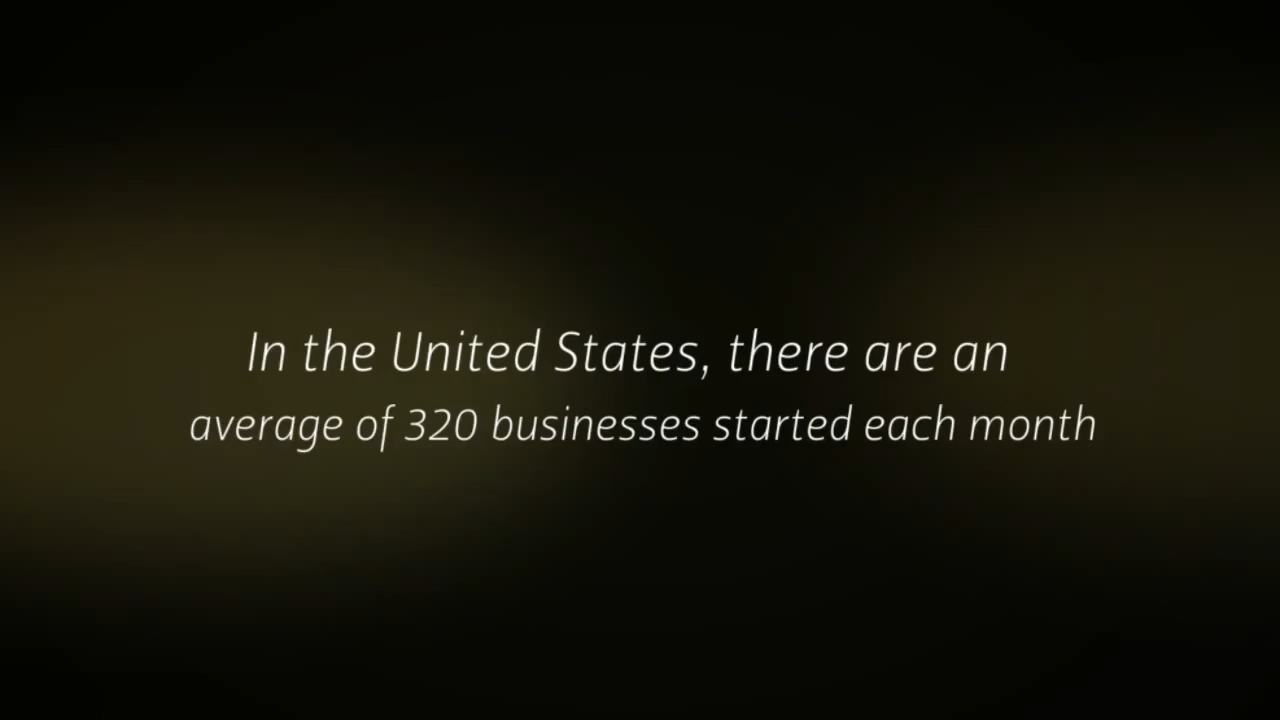 In the United States, there are an
average of 320 businesses started each month